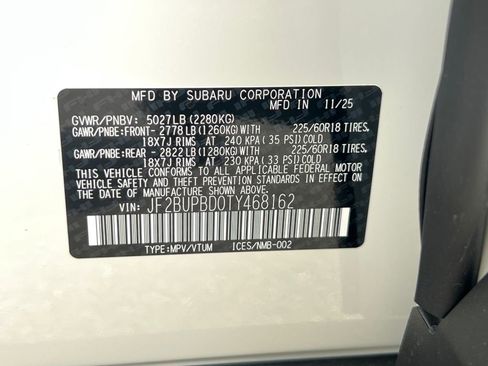 MFD BY SUBARU CORPORATION
MFD IN 11/25
GVWR/PNBV: 5027LB(2280KG)
GAWR/PNBE:FRONT- 2778LB(1260KG)WITH 225/60R18 TIRES,
18X7J RIMS AT 240 KPA(35 PSI)COLD
GAWR/PNBE:REAR -2822LB(1280KG)WITH 225/60R18 TIRES,
18X7J RIMS AT 230 KPA(33 PSI)COLD
THIS VEHICLE CONFORMS TO ALL APPLICABLE FEDERAL MOTOR
VEHICLE SAFETY, BUMPER, AND THEFT PREVENTION STANDARDS IN EFFECT ON THE
DATE OF MANUFACTURE SHOWN ABOVE.
VIN: JF2BUPBD0TY468162
TYPE:MPV/VTUM ICES/NMB-002